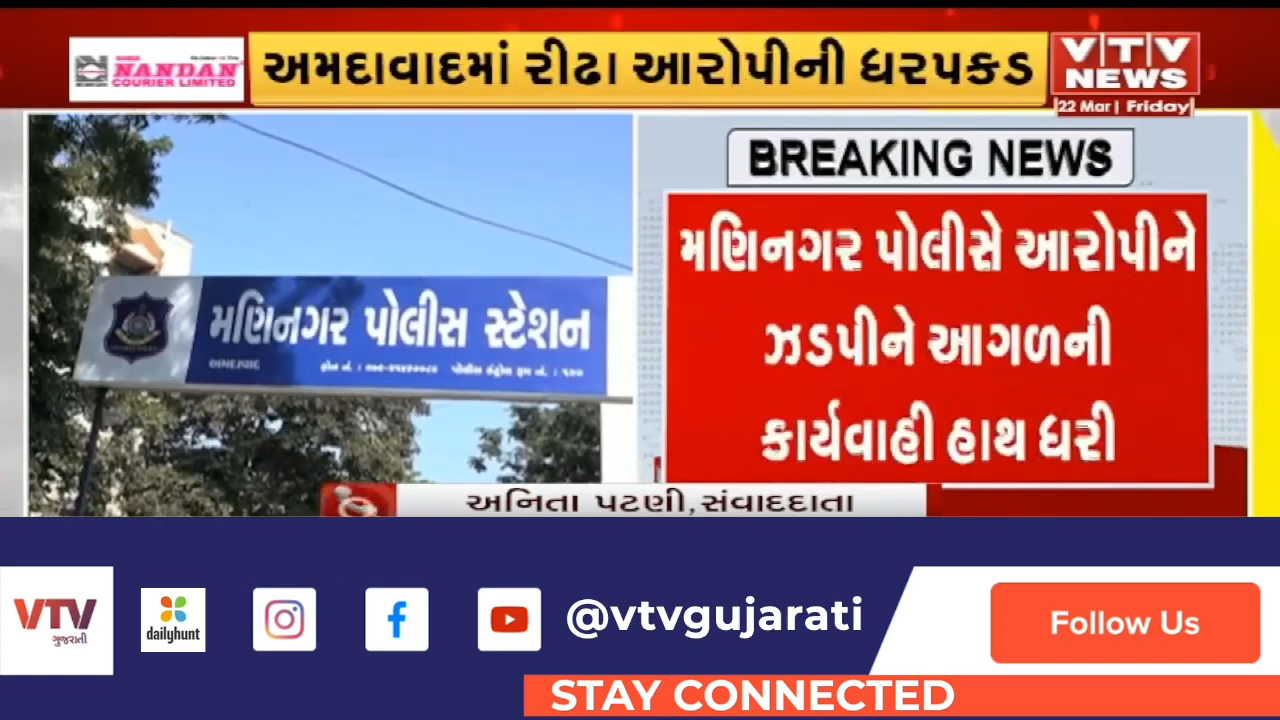 NANDAN
COURIER LIMITED
અમદાવાદમાં રીઢા આરોપીની ધરપકડ
VTV
NEWS
22 Mar | Friday
BREAKING NEWS
મણિનગર પોલીસે આરોપીને
ઝડપીને આગળની
કાર્યવાહી હાથ ધરી
મણિનગર પોલીસ સ્ટેશન
અમદાવાદ
અનિતા પટણી,સંવાદદાતા
VTV
ગુજરાતી
dailyhunt
@vtvgujarati
Follow Us
STAY CONNECTED